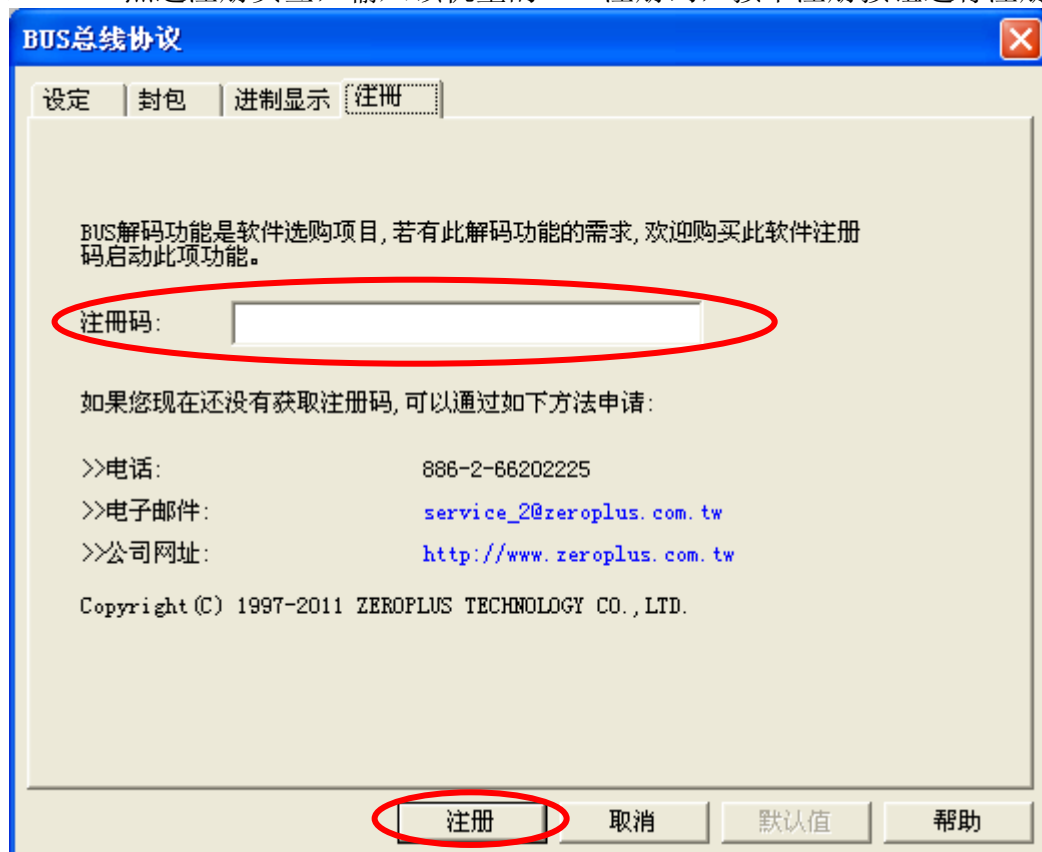 BUS总线协议
设定 封包 进制显示 注册
BUS解码功能是软件选购项目,若有此解码功能的需求,欢迎购买此软件注册
码启动此项功能。
注册码:
如果您现在还没有获取注册码,可以通过如下方法申请:
>>电话: 886-2-66202225
>>电子邮件: service_2@zeroplus.com.tw
>>公司网址: http://www.zeroplus.com.tw
Copyright(C) 1997-2011 ZEROPLUS TECHNOLOGY CO.,LTD.
注册 取消 默认值 帮助